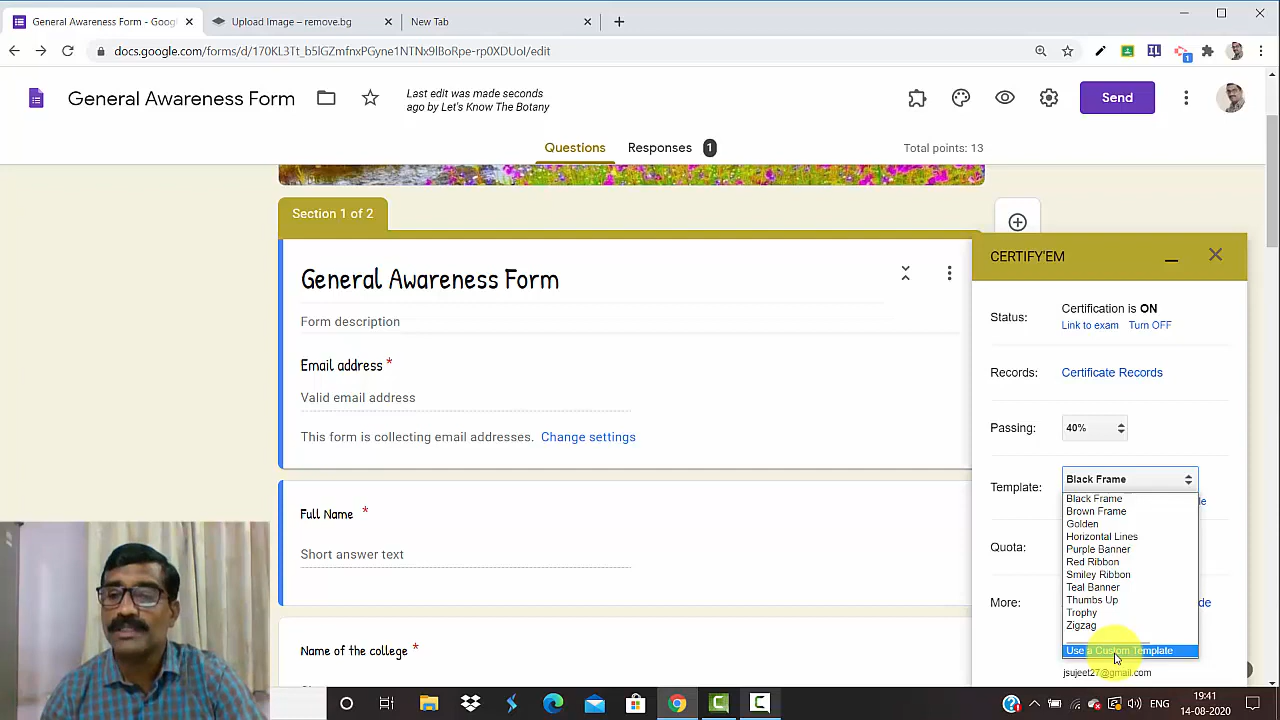 General Awareness Form - Goog
Upload Image – remove.bg
New Tab
docs.google.com/forms/d/170KL3Tt_b5lGZmfnxPGyne1NTNx9lBoRpe-rp0XDUoI/edit
General Awareness Form
Last edit was made seconds
ago by Let's Know The Botany
Send
Questions
Responses
1
Total points: 13
Section 1 of 2
General Awareness Form
Form description
Email address *
Valid email address
This form is collecting email addresses. Change settings
Full Name *
Short answer text
Name of the college *
CERTIFY'EM
Status:
Certification is ON
Link to exam Turn OFF
Records:
Certificate Records
Passing:
40%
Template:
Black Frame
Black Frame
Brown Frame
Golden
Horizontal Lines
Purple Banner
Red Ribbon
Smiley Ribbon
Teal Banner
Thumbs Up
Trophy
Zigzag
Use a Custom Template
Quota:
More:
jsujeet27@gmail.com
ENG
19:41
14-08-2020